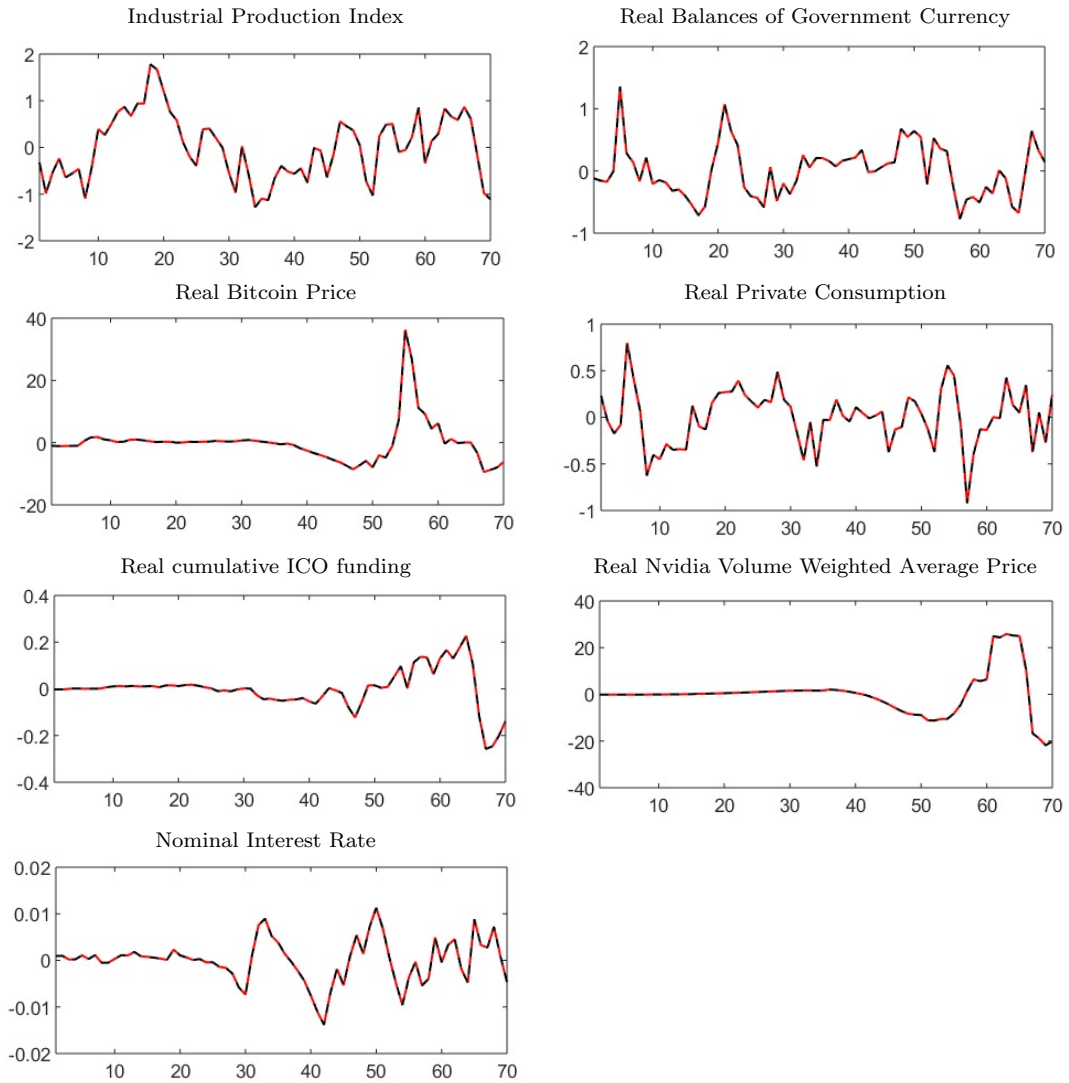 Industrial Production Index
2
1
0
-1
-2
10 20 30 40 50 60 70
Real Balances of Government Currency
2
1
0
-1
10 20 30 40 50 60 70
Real Bitcoin Price
40
20
0
-20
10 20 30 40 50 60 70
Real Private Consumption
1
0.5
0
-0.5
-1
10 20 30 40 50 60 70
Real cumulative ICO funding
0.4
0.2
0
-0.2
-0.4
10 20 30 40 50 60 70
Real Nvidia Volume Weighted Average Price
40
20
0
-20
-40
10 20 30 40 50 60 70
Nominal Interest Rate
0.02
0.01
0
-0.01
-0.02
10 20 30 40 50 60 70